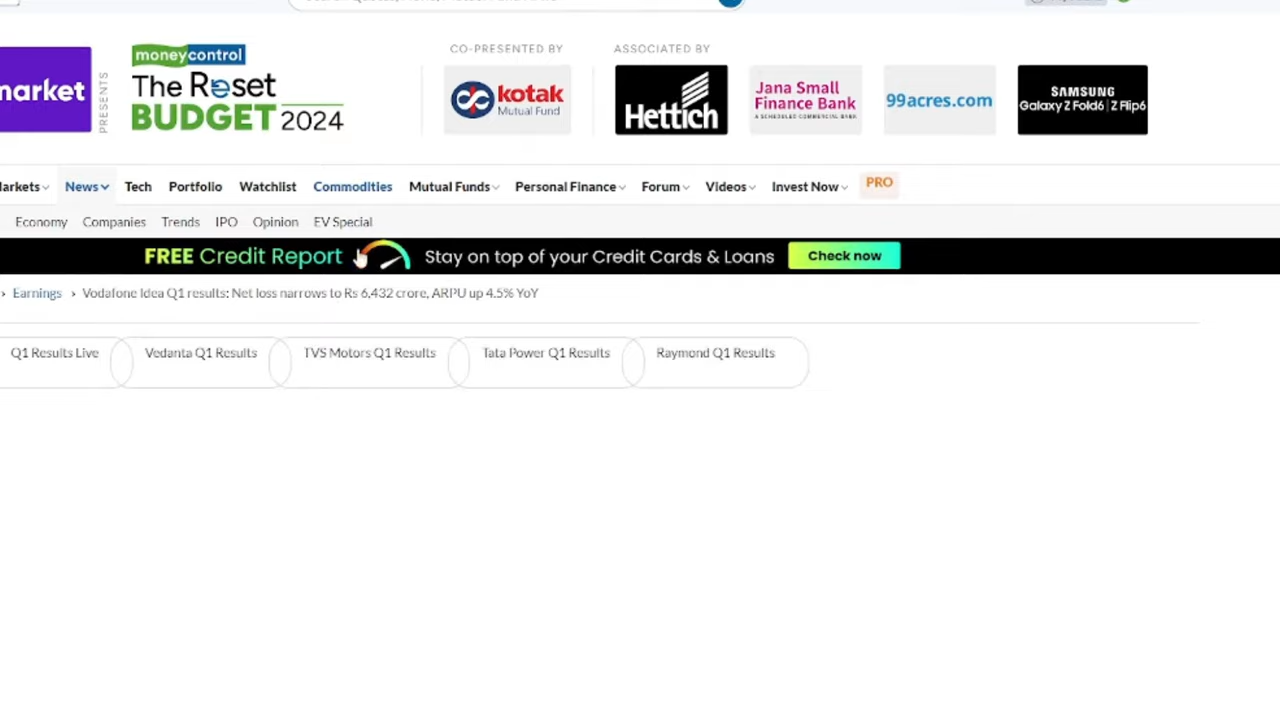 CO-PRESENTED BY
ASSOCIATED BY
market
PRESENTS
moneycontrol
The Reset
BUDGET 2024
kotak
Mutual Fund
Hettich
Jana Small
Finance Bank
A SCHEDULED COMMERCIAL BANK
99acres.com
SAMSUNG
Galaxy Z Fold6 | Z Flip6
Markets News Tech Portfolio Watchlist Commodities Mutual Funds Personal Finance Forum Videos Invest Now PRO
Economy Companies Trends IPO Opinion EV Special
FREE Credit Report Stay on top of your Credit Cards & Loans Check now
› Earnings › Vodafone Idea Q1 results: Net loss narrows to Rs 6,432 crore, ARPU up 4.5% YoY
Q1 Results Live Vedanta Q1 Results TVS Motors Q1 Results Tata Power Q1 Results Raymond Q1 Results